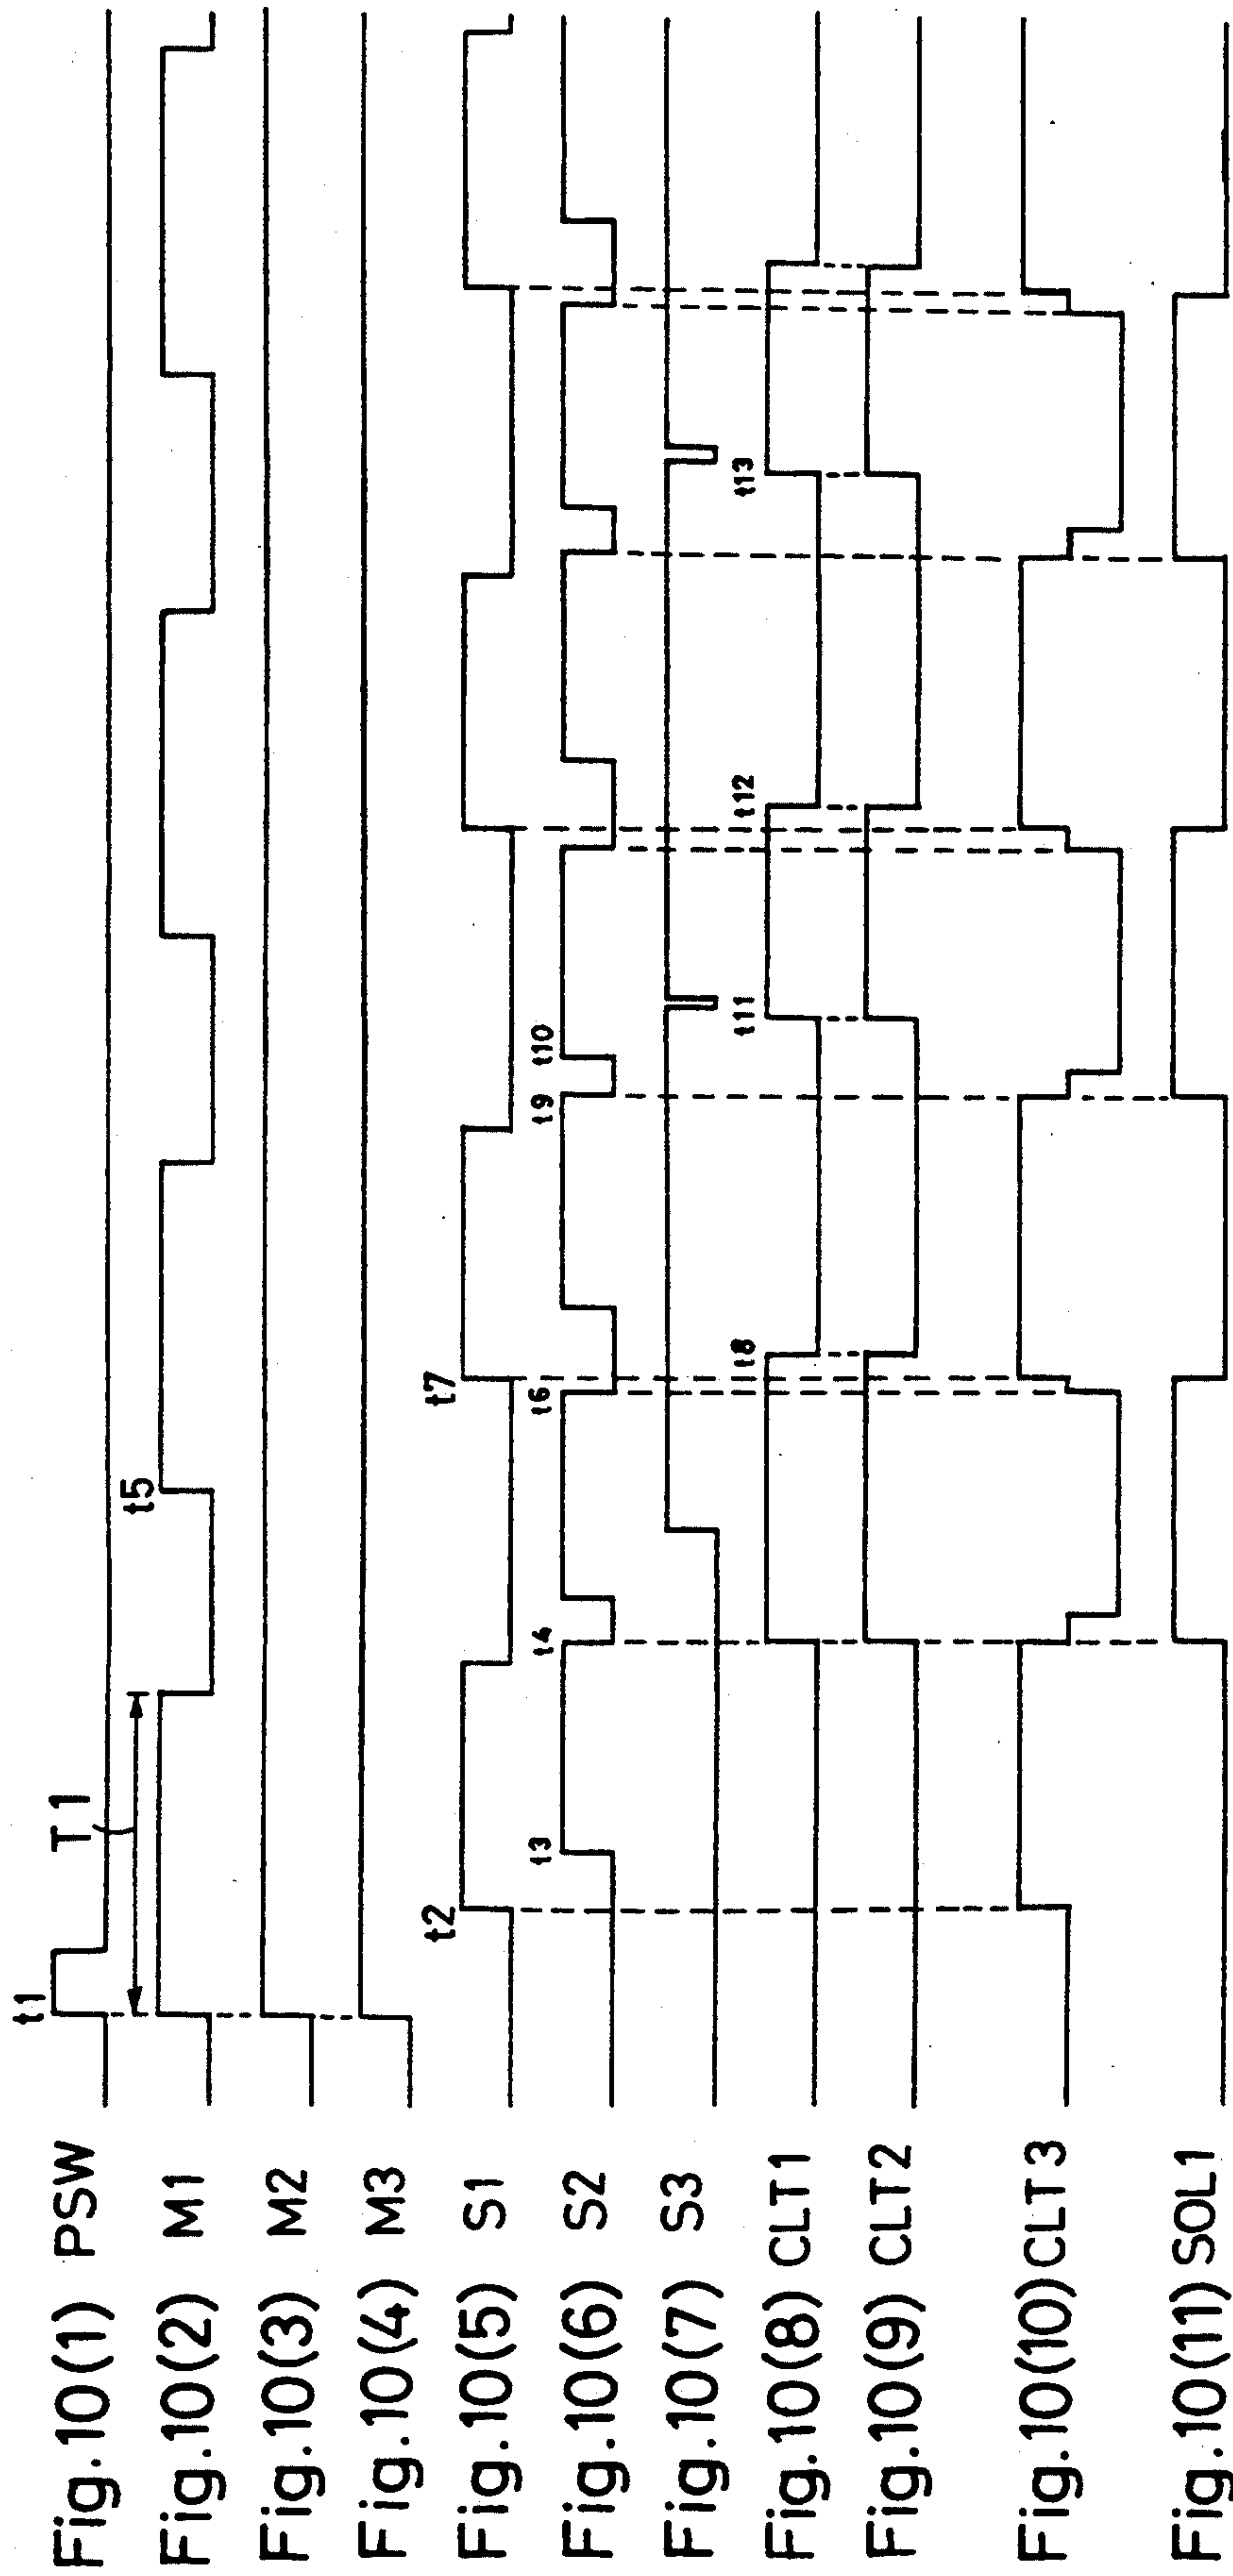 Fig.10(1) PSW t1
T1
Fig.10(2) M1 t5
Fig.10(3) M2
Fig.10(4) M3
Fig.10(5) S1 t2 t7
Fig.10(6) S2 t3 t4 t6 t9 t10
Fig.10(7) S3
Fig.10(8) CLT1 t8 t11 t12 t13
Fig.10(9) CLT2
Fig.10(10) CLT3
Fig.10(11) SOL1